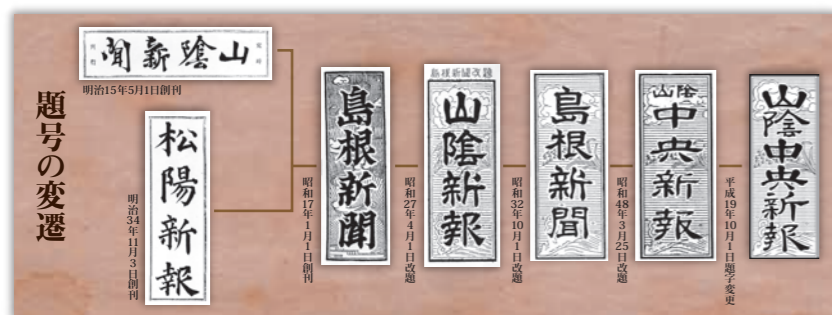 題号の変遷
山陰新聞
明治15年5月1日創刊
松陽新報
明治34年11月3日創刊
島根新聞
昭和17年1月1日創刊
島根新聞改題
山陰新報
昭和27年4月1日改題
島根新聞
昭和32年10月1日改題
山陰
中央新報
昭和48年3月25日改題
山陰中央新報
平成19年10月1日題字変更